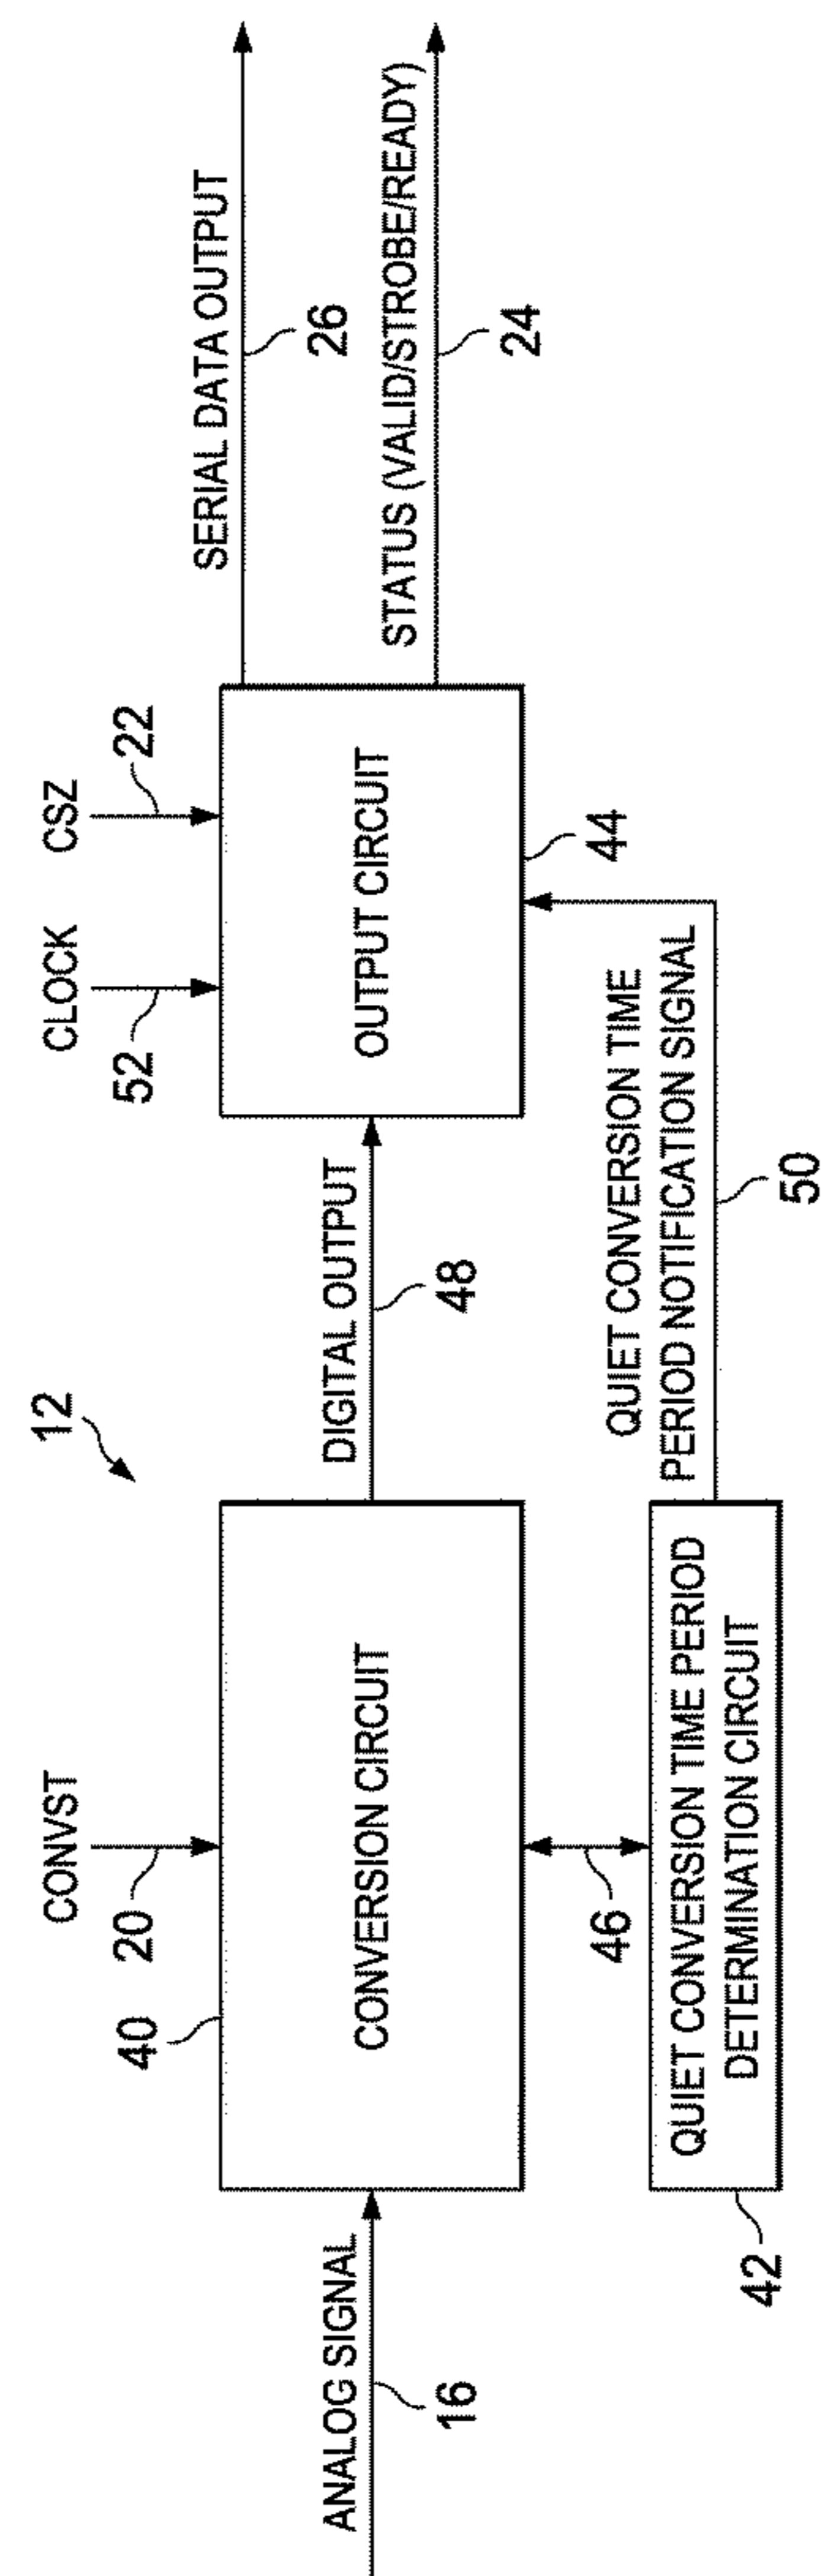 12
ANALOG SIGNAL
16
CONVST
20
40
CONVERSION CIRCUIT
46
QUIET CONVERSION TIME PERIOD
DETERMINATION CIRCUIT
42
DIGITAL OUTPUT
48
QUIET CONVERSION TIME
PERIOD NOTIFICATION SIGNAL
50
CLOCK
52
CSZ
22
OUTPUT CIRCUIT
44
SERIAL DATA OUTPUT
26
STATUS (VALID/STROBE/READY)
24